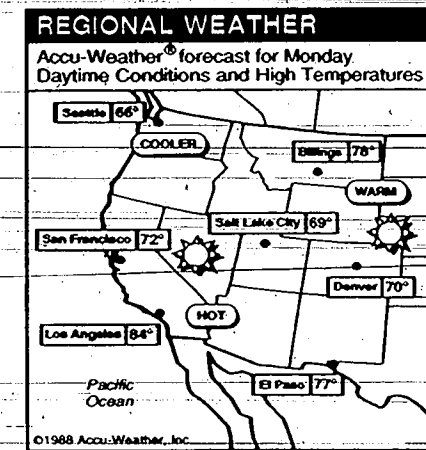 REGIONAL WEATHER
Accu-Weather® forecast for Monday
Daytime Conditions and High Temperatures
Seattle 66°
COOLER
Billings 78°
WARM
Salt Lake City 69°
San Francisco 72°
Denver 70°
HOT
Los Angeles 84°
El Paso 77°
Pacific
Ocean
©1988 Accu-Weather, Inc.